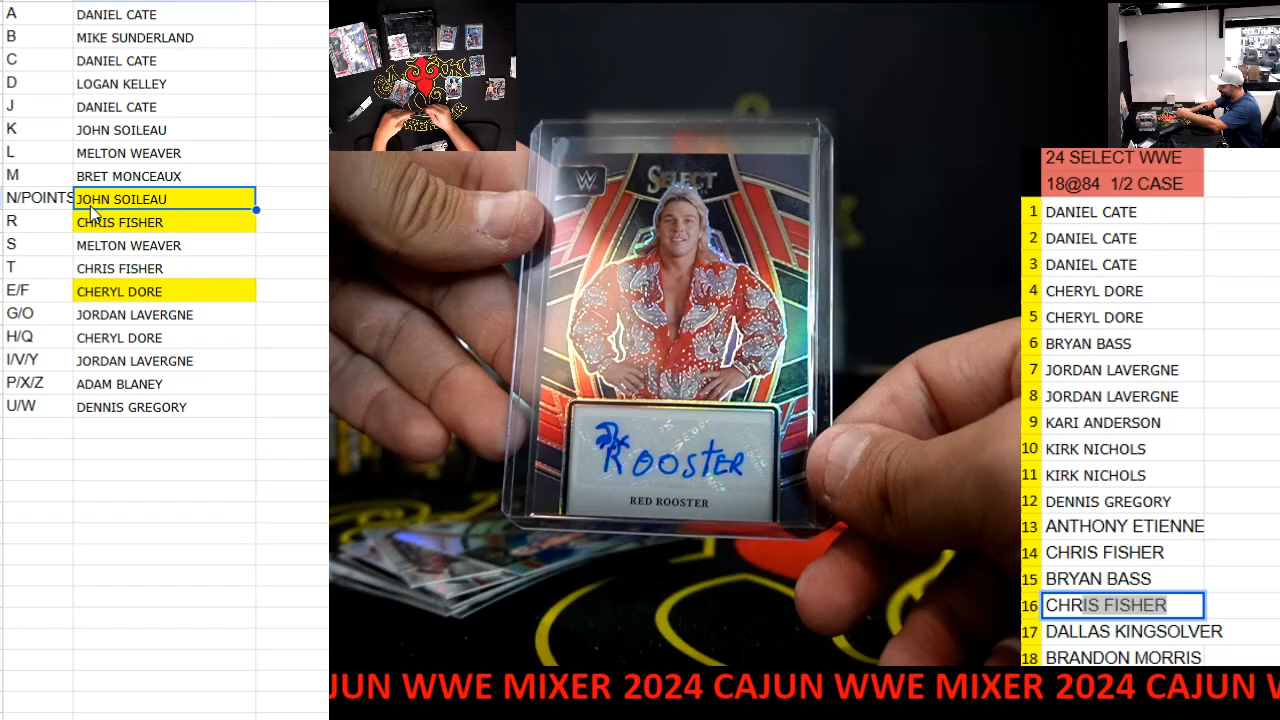 A DANIEL CATE
B MIKE SUNDERLAND
C DANIEL CATE
D LOGAN KELLEY
J DANIEL CATE
K JOHN SOILEAU
L MELTON WEAVER
M BRET MONCEAUX
N/POINTS JOHN SOILEAU
R CHRIS FISHER
S MELTON WEAVER
T CHRIS FISHER
E/F CHERYL DORE
G/O JORDAN LAVERGNE
H/Q CHERYL DORE
I/V/Y JORDAN LAVERGNE
P/X/Z ADAM BLANEY
U/W DENNIS GREGORY
W SELECT
ROOSTER
RED ROOSTER
24 SELECT WWE
18@84 1/2 CASE
1 DANIEL CATE
2 DANIEL CATE
3 DANIEL CATE
4 CHERYL DORE
5 CHERYL DORE
6 BRYAN BASS
7 JORDAN LAVERGNE
8 JORDAN LAVERGNE
9 KARI ANDERSON
10 KIRK NICHOLS
11 KIRK NICHOLS
12 DENNIS GREGORY
13 ANTHONY ETIENNE
14 CHRIS FISHER
15 BRYAN BASS
16 CHRIS FISHER
17 DALLAS KINGSOLVER
18 BRANDON MORRIS
JUN WWE MIXER 2024 CAJUN WWE MIXER 2024 CAJUN W